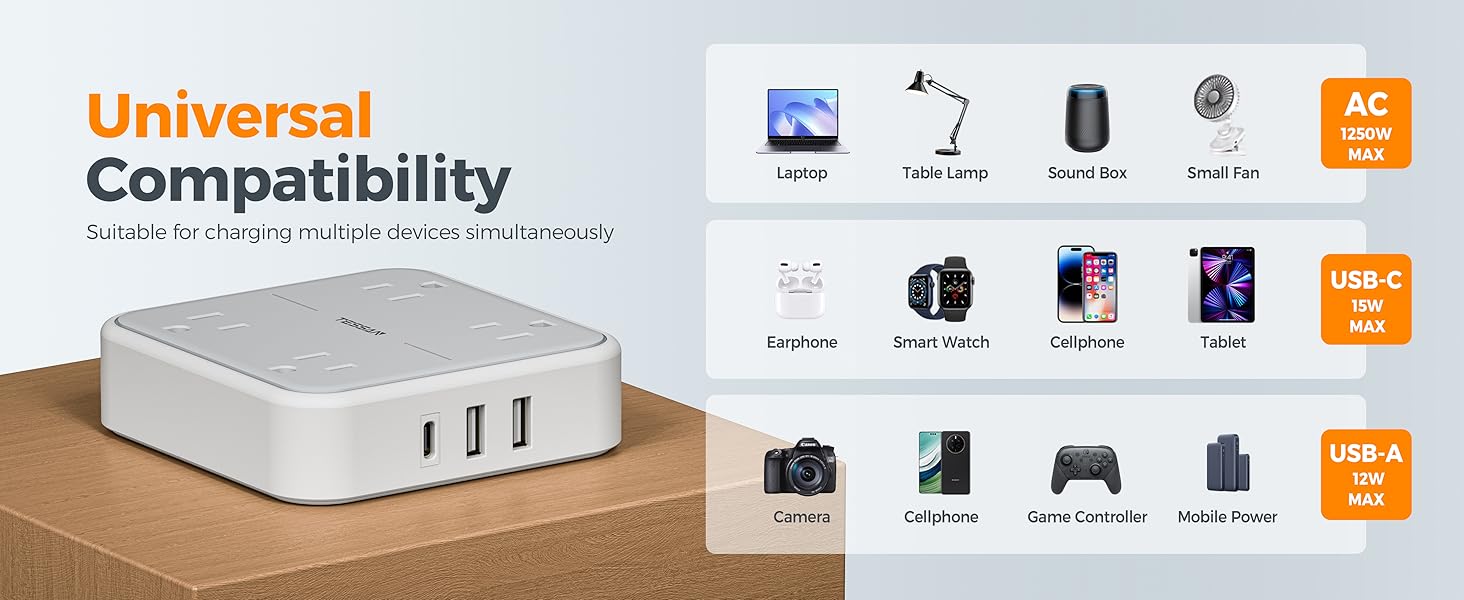 Universal
Compatibility
Suitable for charging multiple devices simultaneously
TESSAN
Laptop
Table Lamp
Sound Box
Small Fan
AC
1250W
MAX
Earphone
Smart Watch
Cellphone
Tablet
USB-C
15W
MAX
Canon
Camera
Cellphone
Game Controller
Mobile Power
USB-A
12W
MAX